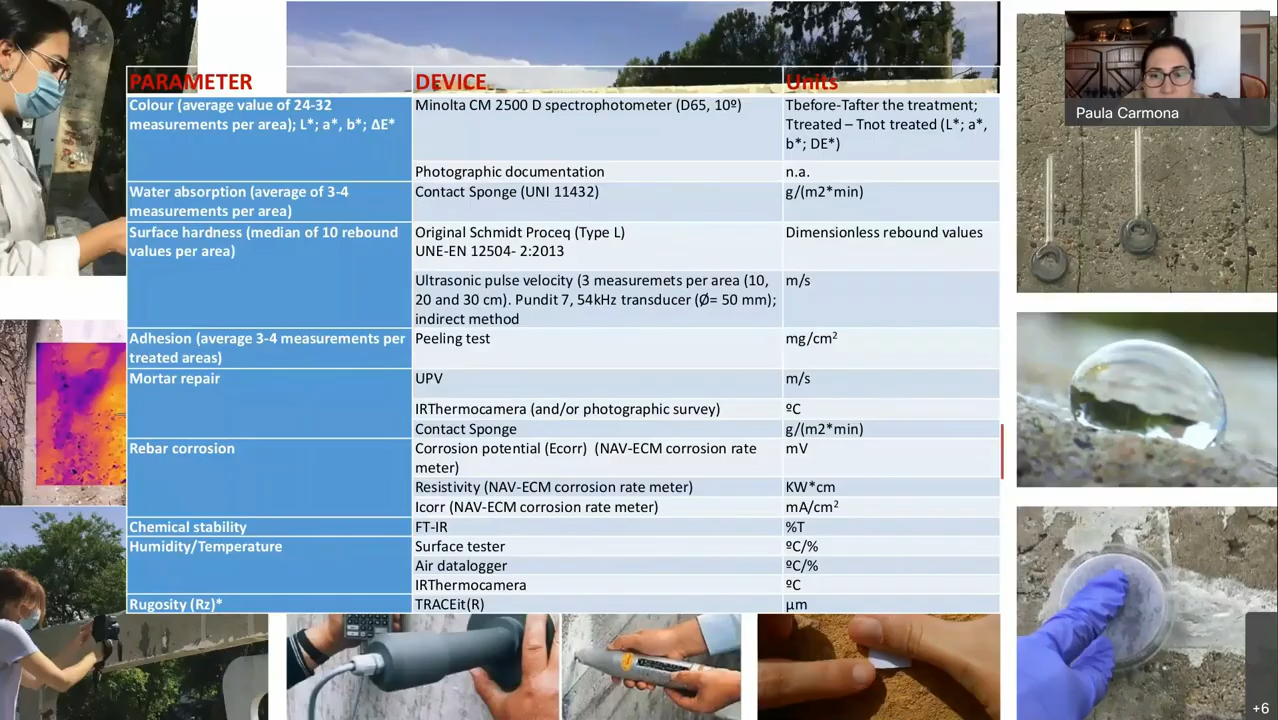 PARAMETER
DEVICE
Units
Colour (average value of 24-32
measurements per area); L*; a*, b*; ΔE*
Minolta CM 2500 D spectrophotometer (D65, 10º)
Tbefore-Tafter the treatment;
Ttreated – Tnot treated (L*; a*,
b*; DE*)
Photographic documentation
n.a.
Water absorption (average of 3-4
measurements per area)
Contact Sponge (UNI 11432)
g/(m2*min)
Surface hardness (median of 10 rebound
values per area)
Original Schmidt Proceq (Type L)
UNE-EN 12504- 2:2013
Dimensionless rebound values
Ultrasonic pulse velocity (3 measuremets per area (10,
20 and 30 cm). Pundit 7, 54kHz transducer (Ø= 50 mm);
indirect method
m/s
Adhesion (average 3-4 measurements per
treated areas)
Peeling test
mg/cm²
Mortar repair
UPV
m/s
IRThermocamera (and/or photographic survey)
ºC
Contact Sponge
g/(m2*min)
Rebar corrosion
Corrosion potential (Ecorr) (NAV-ECM corrosion rate
meter)
mV
Resistivity (NAV-ECM corrosion rate meter)
KW*cm
Icorr (NAV-ECM corrosion rate meter)
mA/cm²
Chemical stability
FT-IR
%T
Humidity/Temperature
Surface tester
ºC/%
Air datalogger
ºC/%
IRThermocamera
ºC
Rugosity (Rz)*
TRACEit(R)
µm
Paula Carmona
+6